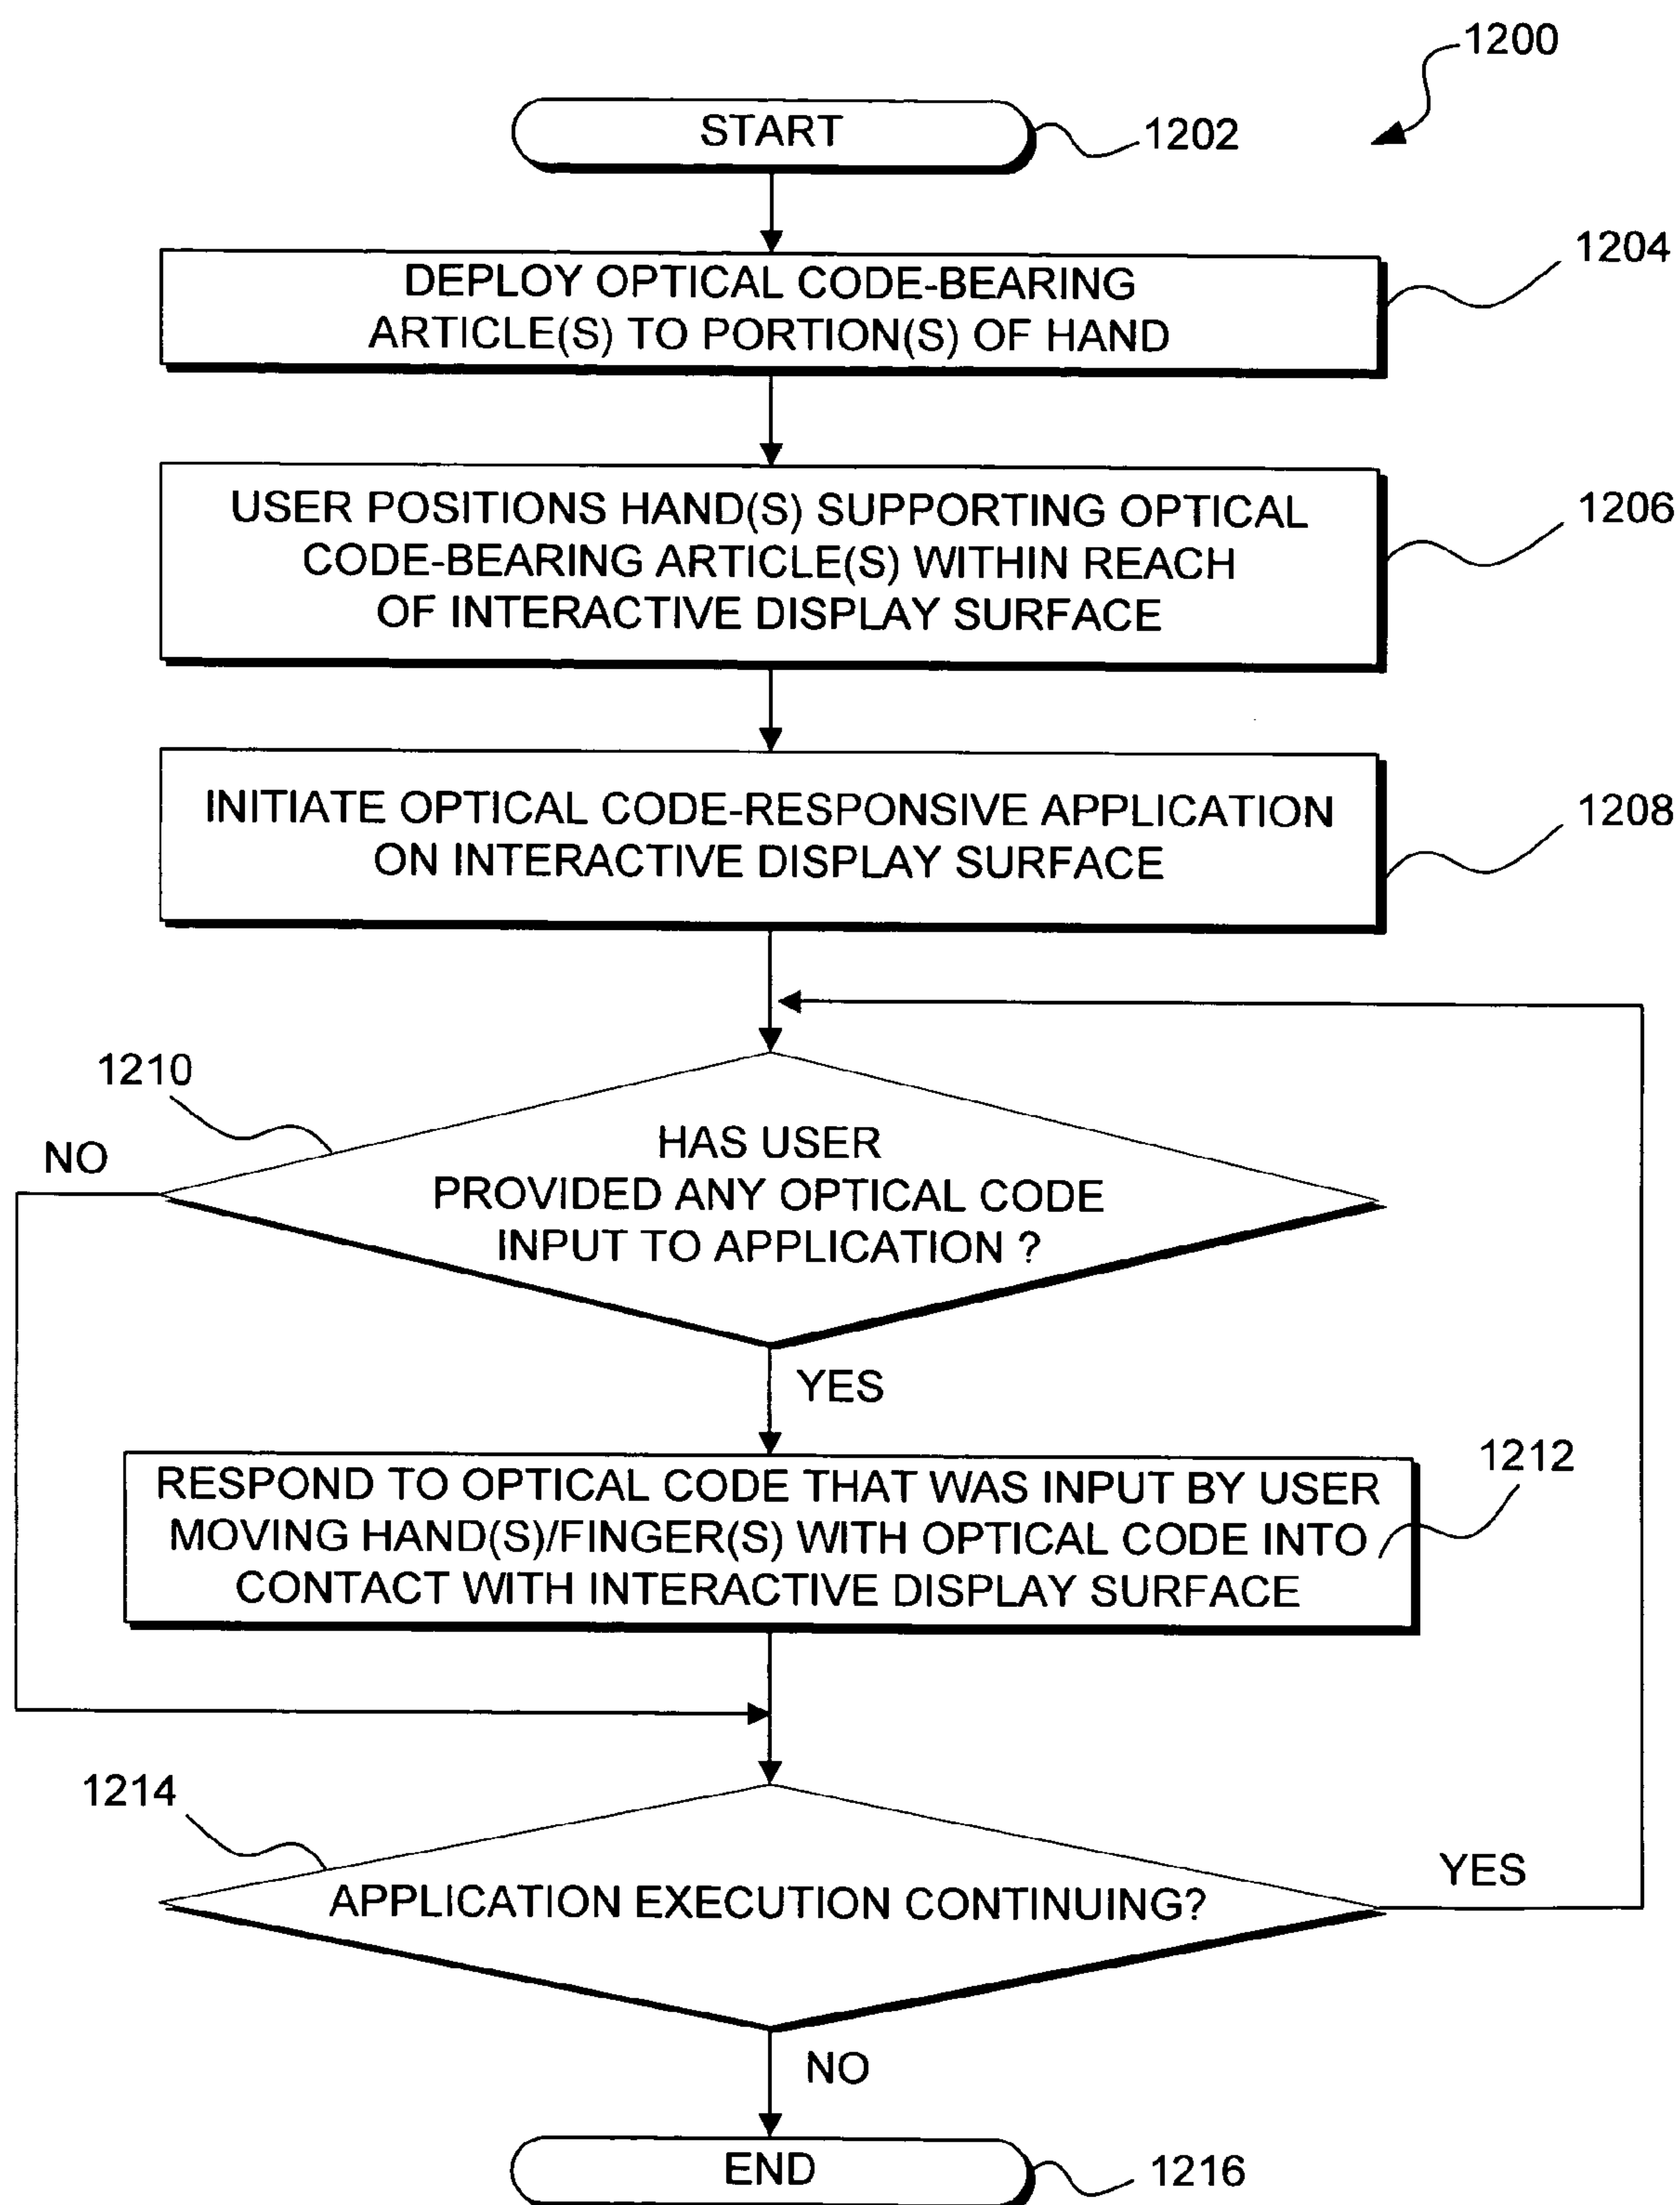 1200
START
1202
DEPLOY OPTICAL CODE-BEARING
ARTICLE(S) TO PORTION(S) OF HAND
1204
USER POSITIONS HAND(S) SUPPORTING OPTICAL
CODE-BEARING ARTICLE(S) WITHIN REACH
OF INTERACTIVE DISPLAY SURFACE
1206
INITIATE OPTICAL CODE-RESPONSIVE APPLICATION
ON INTERACTIVE DISPLAY SURFACE
1208
1210
NO
HAS USER
PROVIDED ANY OPTICAL CODE
INPUT TO APPLICATION ?
YES
RESPOND TO OPTICAL CODE THAT WAS INPUT BY USER
MOVING HAND(S)/FINGER(S) WITH OPTICAL CODE INTO
CONTACT WITH INTERACTIVE DISPLAY SURFACE
1212
1214
APPLICATION EXECUTION CONTINUING?
YES
NO
END
1216